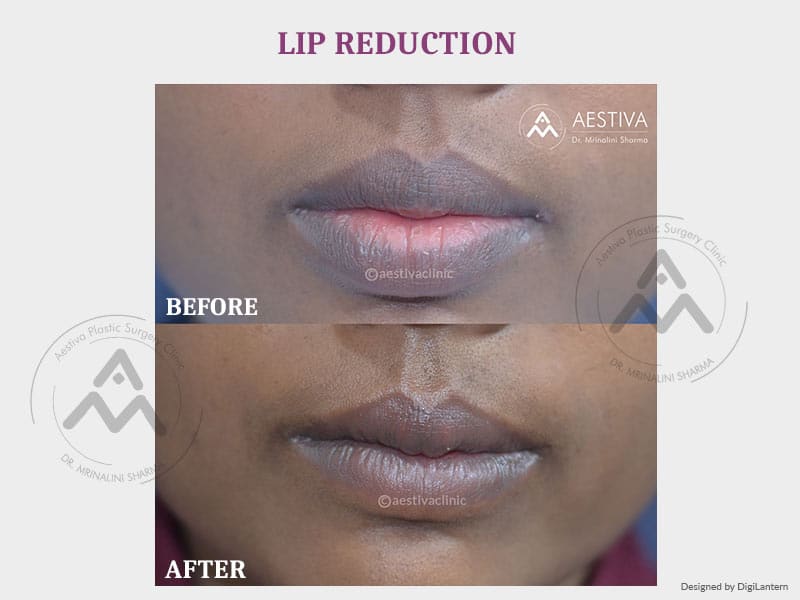 LIP REDUCTION
AESTIVA
Dr. Mrinalini Sharma
©aestivaclinic
BEFORE
Aestiva Plastic Surgery Clinic
DR. MRINALINI SHARMA
Aestiva Plastic Surgery Clinic
DR. MRINALINI SHARMA
©aestivaclinic
AFTER
Designed by DigiLantern